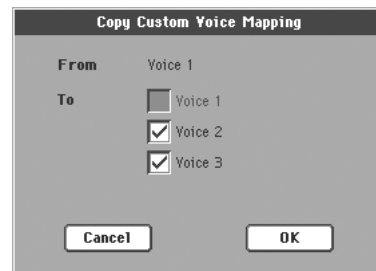 Copy Custom Voice Mapping
From Voice 1
To Voice 1
Voice 2
Voice 3
Cancel OK